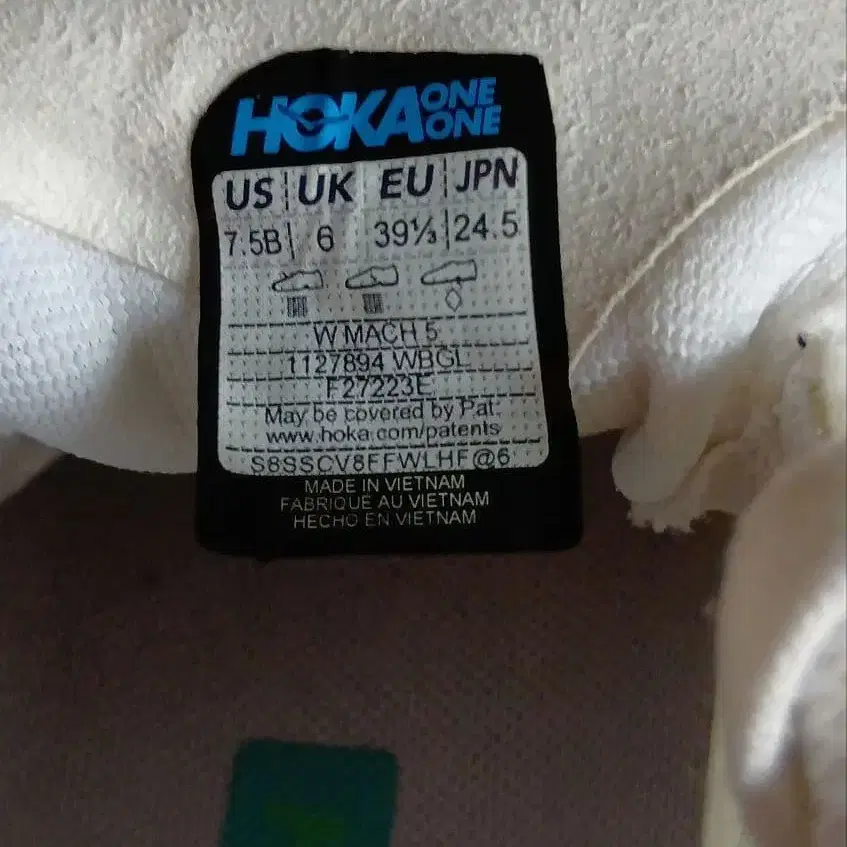 HOKA ONE ONE
US UK EU JPN
7.5B 6 39⅓ 24.5
W MACH 5
1127894 WBGL
F27223E
May be covered by Pat:
www.hoka.com/patents
S8SSCV8FFWLHF@6
MADE IN VIETNAM
FABRIQUÉ AU VIETNAM
HECHO EN VIETNAM